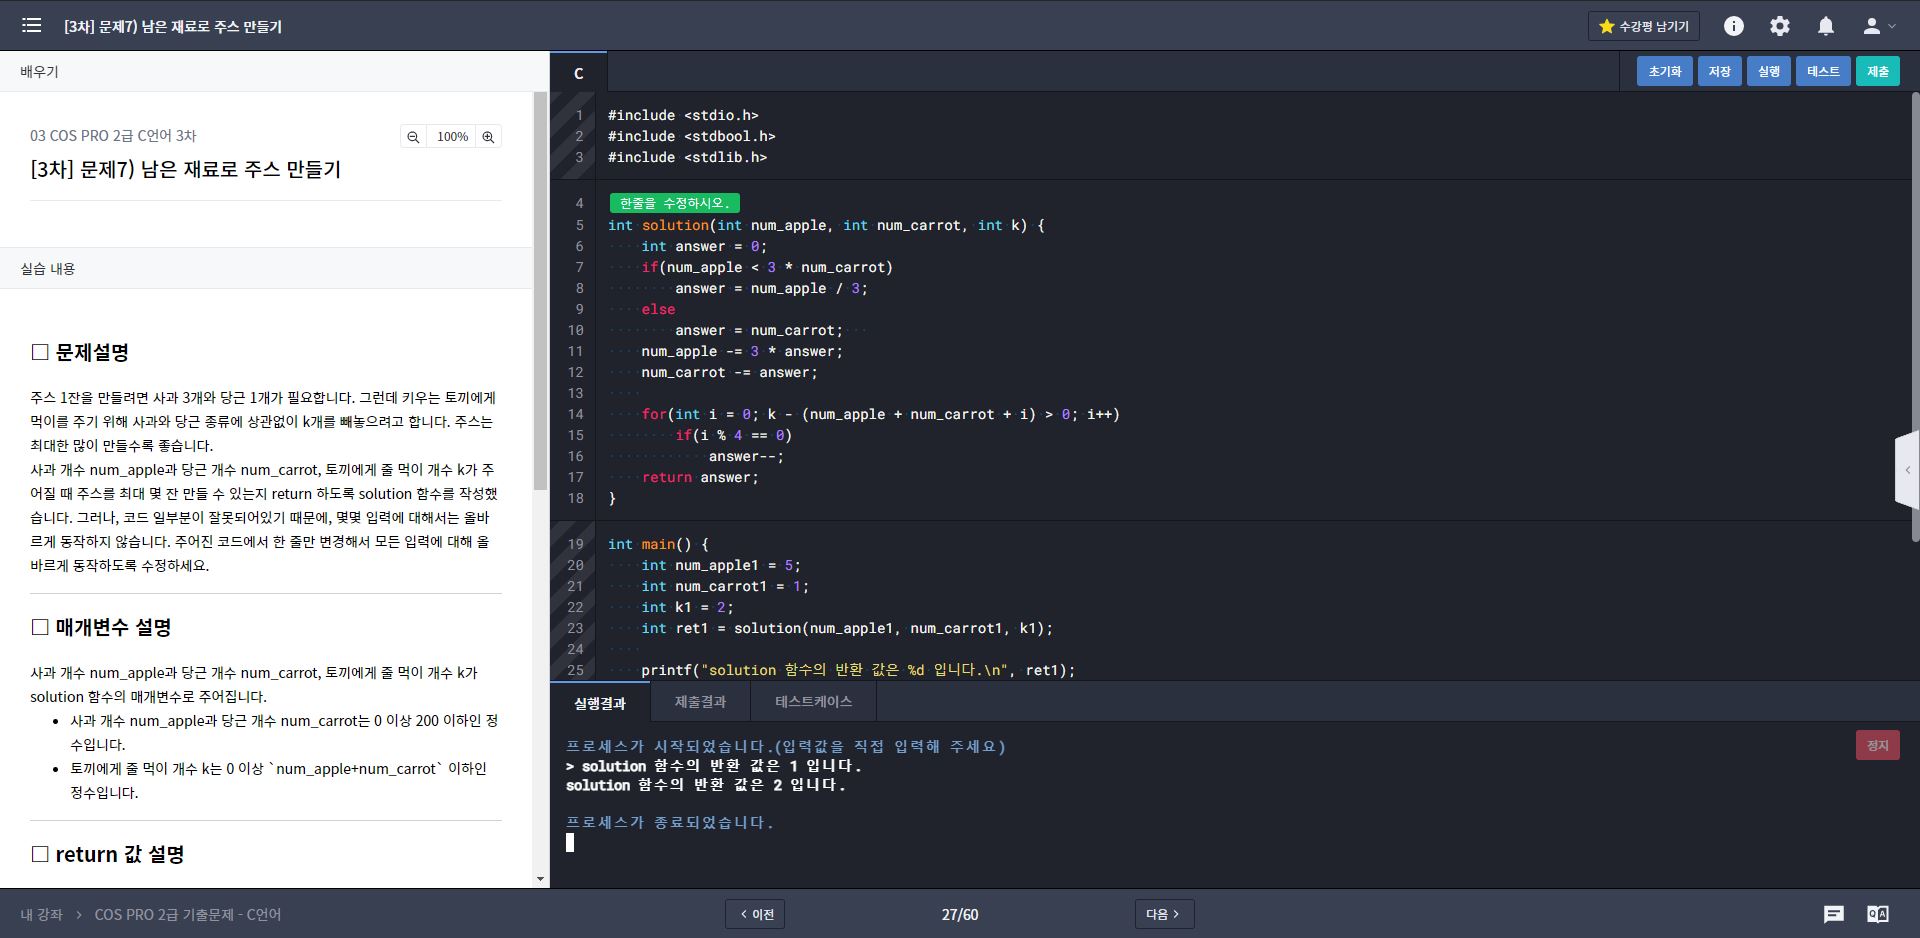 [3차] 문제7) 남은 재료로 주스 만들기
수강평 남기기
배우기
03 COS PRO 2급 C언어 3차
100%
[3차] 문제7) 남은 재료로 주스 만들기
실습 내용
문제설명
주스 1잔을 만들려면 사과 3개와 당근 1개가 필요합니다. 그런데 키우는 토끼에게
먹이를 주기 위해 사과와 당근 종류에 상관없이 k개를 빼놓으려고 합니다. 주스는
최대한 많이 만들수록 좋습니다.
사과 개수 num_apple과 당근 개수 num_carrot, 토끼에게 줄 먹이 개수 k가 주
어질 때 주스를 최대 몇 잔 만들 수 있는지 return 하도록 solution 함수를 작성했
습니다. 그러나, 코드 일부분이 잘못되어있기 때문에, 몇몇 입력에 대해서는 올바
르게 동작하지 않습니다. 주어진 코드에서 한 줄만 변경해서 모든 입력에 대해 올
바르게 동작하도록 수정하세요.
매개변수 설명
사과 개수 num_apple과 당근 개수 num_carrot, 토끼에게 줄 먹이 개수 k가
solution 함수의 매개변수로 주어집니다.
• 사과 개수 num_apple과 당근 개수 num_carrot는 0 이상 200 이하인 정
수입니다.
• 토끼에게 줄 먹이 개수 k는 0 이상 `num_apple+num_carrot` 이하인
정수입니다.
return 값 설명
C
초기화 저장 실행 테스트 제출
1 #include <stdio.h>
2 #include <stdbool.h>
3 #include <stdlib.h>
4 한줄을 수정하시오.
5 int solution(int num_apple, int num_carrot, int k) {
6     int answer = 0;
7     if(num_apple < 3 * num_carrot)
8         answer = num_apple / 3;
9     else
10         answer = num_carrot;
11     num_apple -= 3 * answer;
12     num_carrot -= answer;
13
14     for(int i = 0; k - (num_apple + num_carrot + i) > 0; i++)
15         if(i % 4 == 0)
16             answer--;
17     return answer;
18 }
19 int main() {
20     int num_apple1 = 5;
21     int num_carrot1 = 1;
22     int k1 = 2;
23     int ret1 = solution(num_apple1, num_carrot1, k1);
24
25     printf("solution 함수의 반환 값은 %d 입니다.\n", ret1);
실행결과 제출결과 테스트케이스
프로세스가 시작되었습니다.(입력값을 직접 입력해 주세요)
정지
> solution 함수의 반환 값은 1 입니다.
solution 함수의 반환 값은 2 입니다.
프로세스가 종료되었습니다.
내 강좌 > COS PRO 2급 기출문제 - C언어
< 이전
27/60
다음 >
Q A